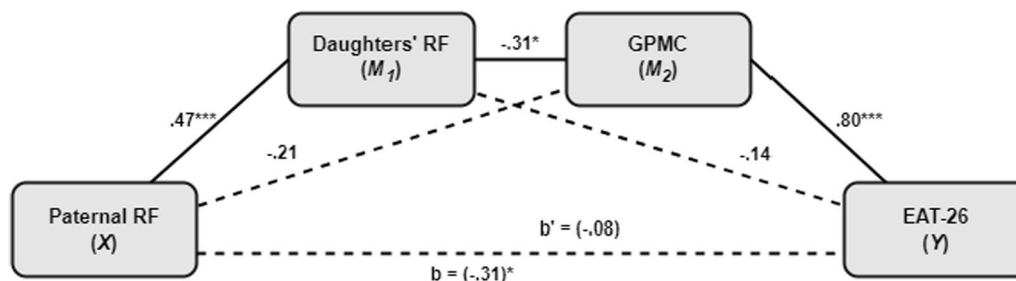 Daughters' RF
(M1)
-.31*
GPMC
(M2)
.47***
-.21
-.14
.80***
Paternal RF
(X)
b' = (-.08)
b = (-.31)*
EAT-26
(Y)